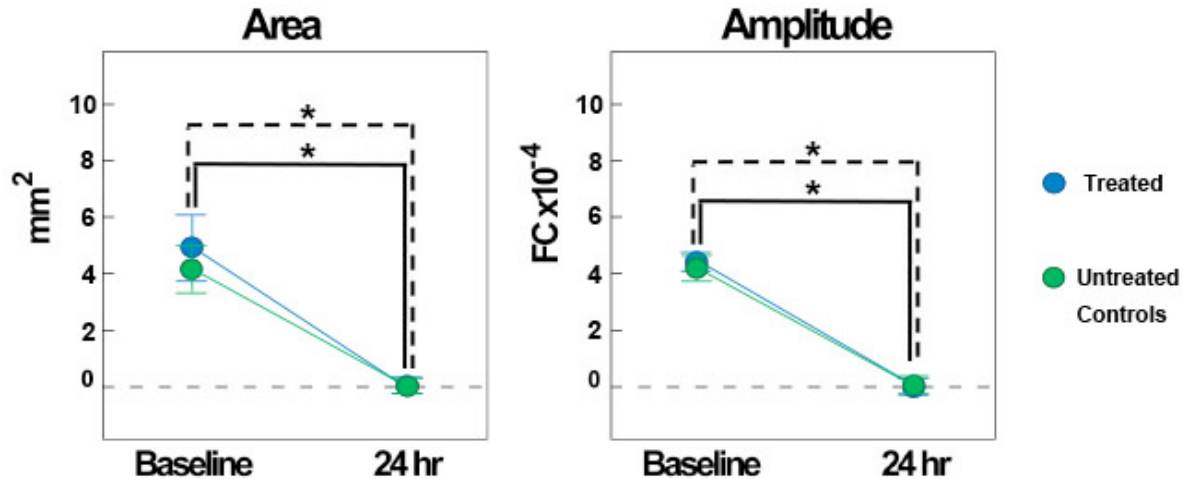 Area
mm²
10
8
6
4
2
0
*
*
Baseline 24 hr
Amplitude
FC x10⁻⁴
10
8
6
4
2
0
*
*
Baseline 24 hr
Treated
Untreated
Controls